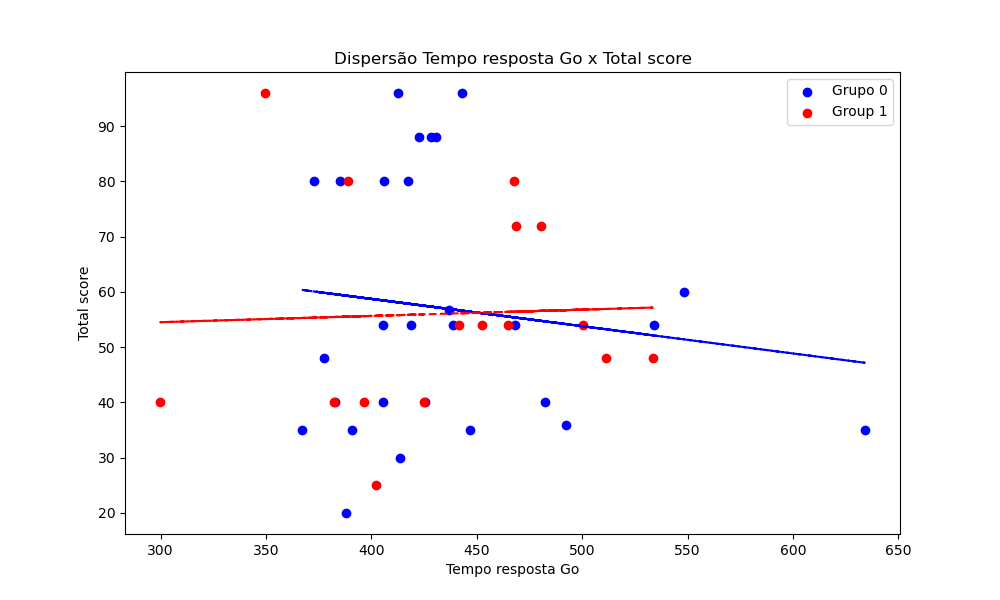 Dispersão Tempo resposta Go x Total score
Grupo 0
Group 1
Total score
90
80
70
60
50
40
30
20
300 350 400 450 500 550 600 650
Tempo resposta Go